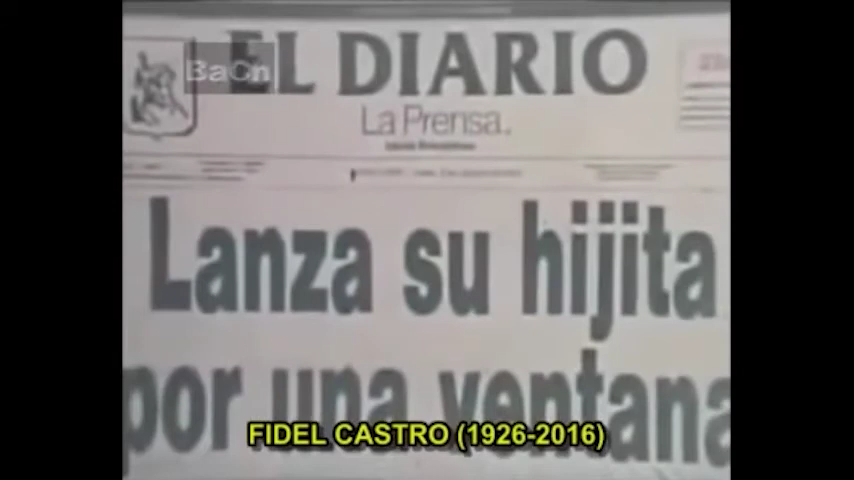 BaCn
EL DIARIO
La Prensa.
Lanza su hijita
por una ventana
FIDEL CASTRO (1926-2016)